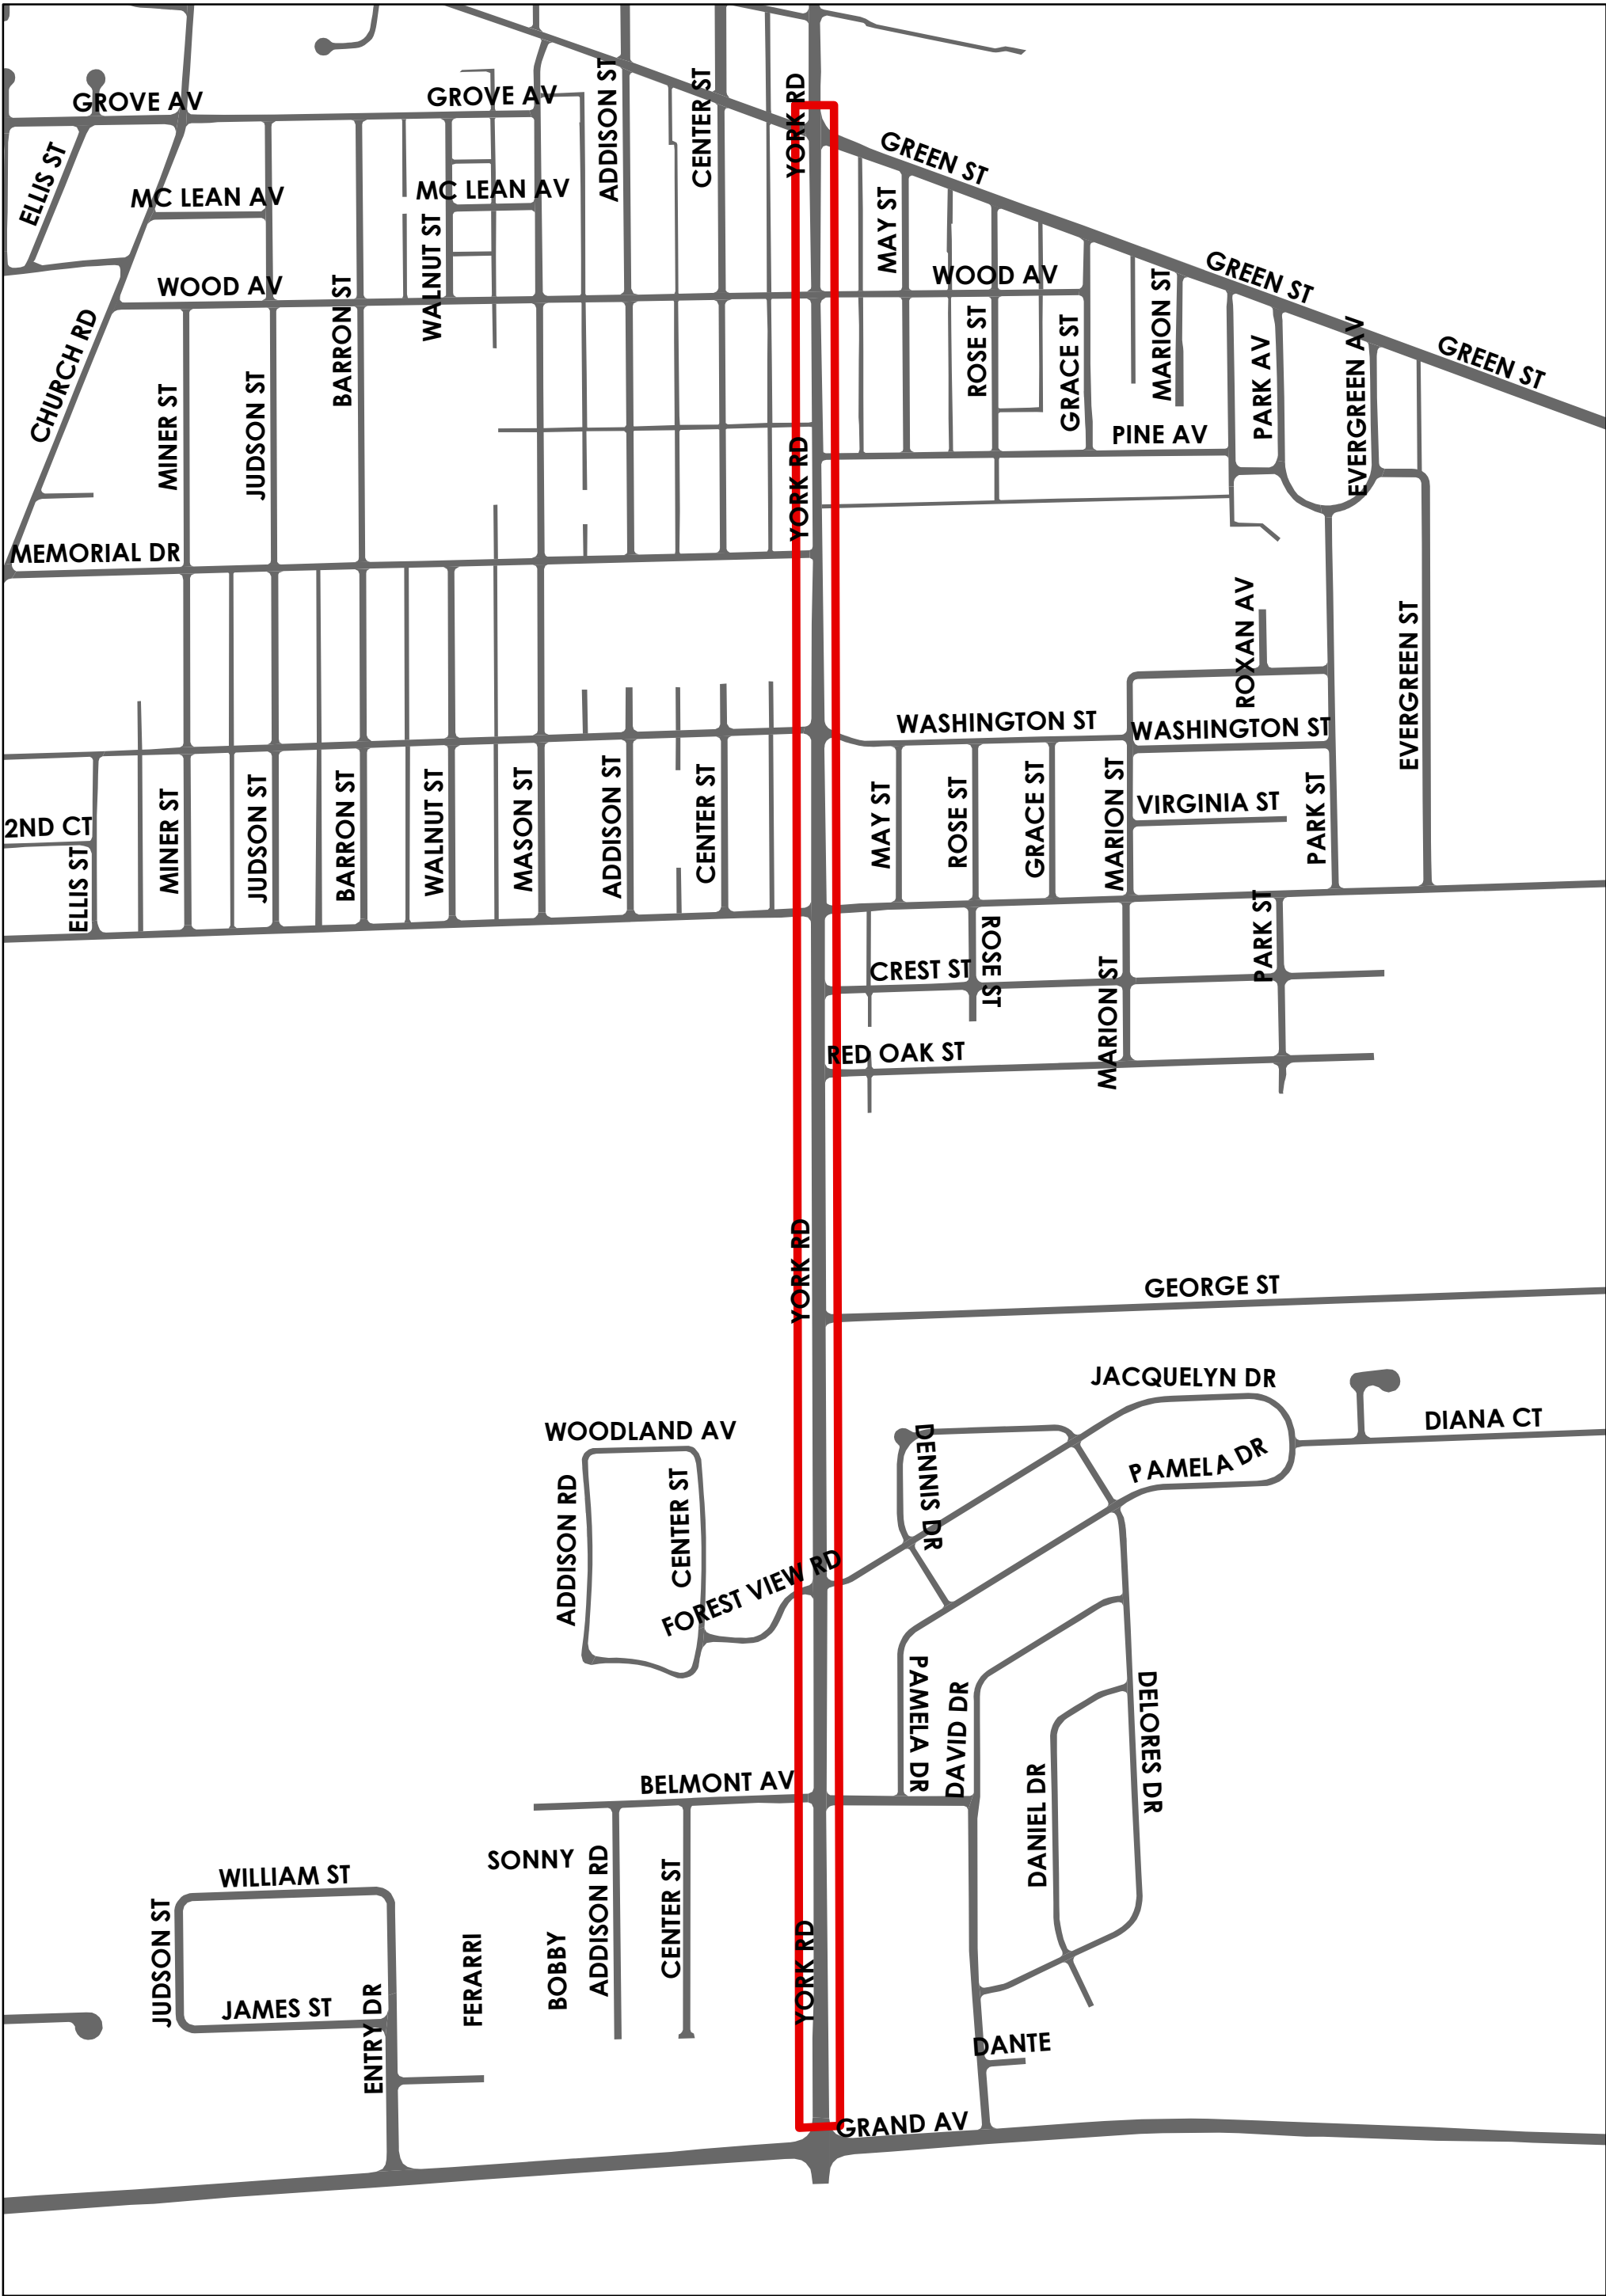 GROVE AV
GROVE AV
ADDISON ST
CENTER ST
YORK RD
GREEN ST
ELLIS ST
MC LEAN AV
MC LEAN AV
MAY ST
WALNUT ST
WOOD AV
WOOD AV
GREEN ST
BARRON ST
MARION ST
CHURCH RD
ROSE ST
GRACE ST
PARK AV
EVERGREEN AV
GREEN ST
MINER ST
JUDSON ST
YORK RD
PINE AV
MEMORIAL DR
ROXAN AV
EVERGREEN ST
WASHINGTON ST
WASHINGTON ST
2ND CT
ELLIS ST
MINER ST
JUDSON ST
BARRON ST
WALNUT ST
MASON ST
ADDISON ST
CENTER ST
MAY ST
ROSE ST
GRACE ST
MARION ST
VIRGINIA ST
PARK ST
CREST ST
ROSE ST
MARION ST
PARK ST
RED OAK ST
YORK RD
GEORGE ST
JACQUELYN DR
DIANA CT
WOODLAND AV
DENNIS DR
PAMELA DR
ADDISON RD
CENTER ST
FOREST VIEW RD
PAMELA DR
DAVID DR
DELORES DR
BELMONT AV
DANIEL DR
SONNY
WILLIAM ST
JUDSON ST
FERARRI
BOBBY
ADDISON RD
CENTER ST
YORK RD
JAMES ST
ENTRY DR
DANTE
GRAND AV